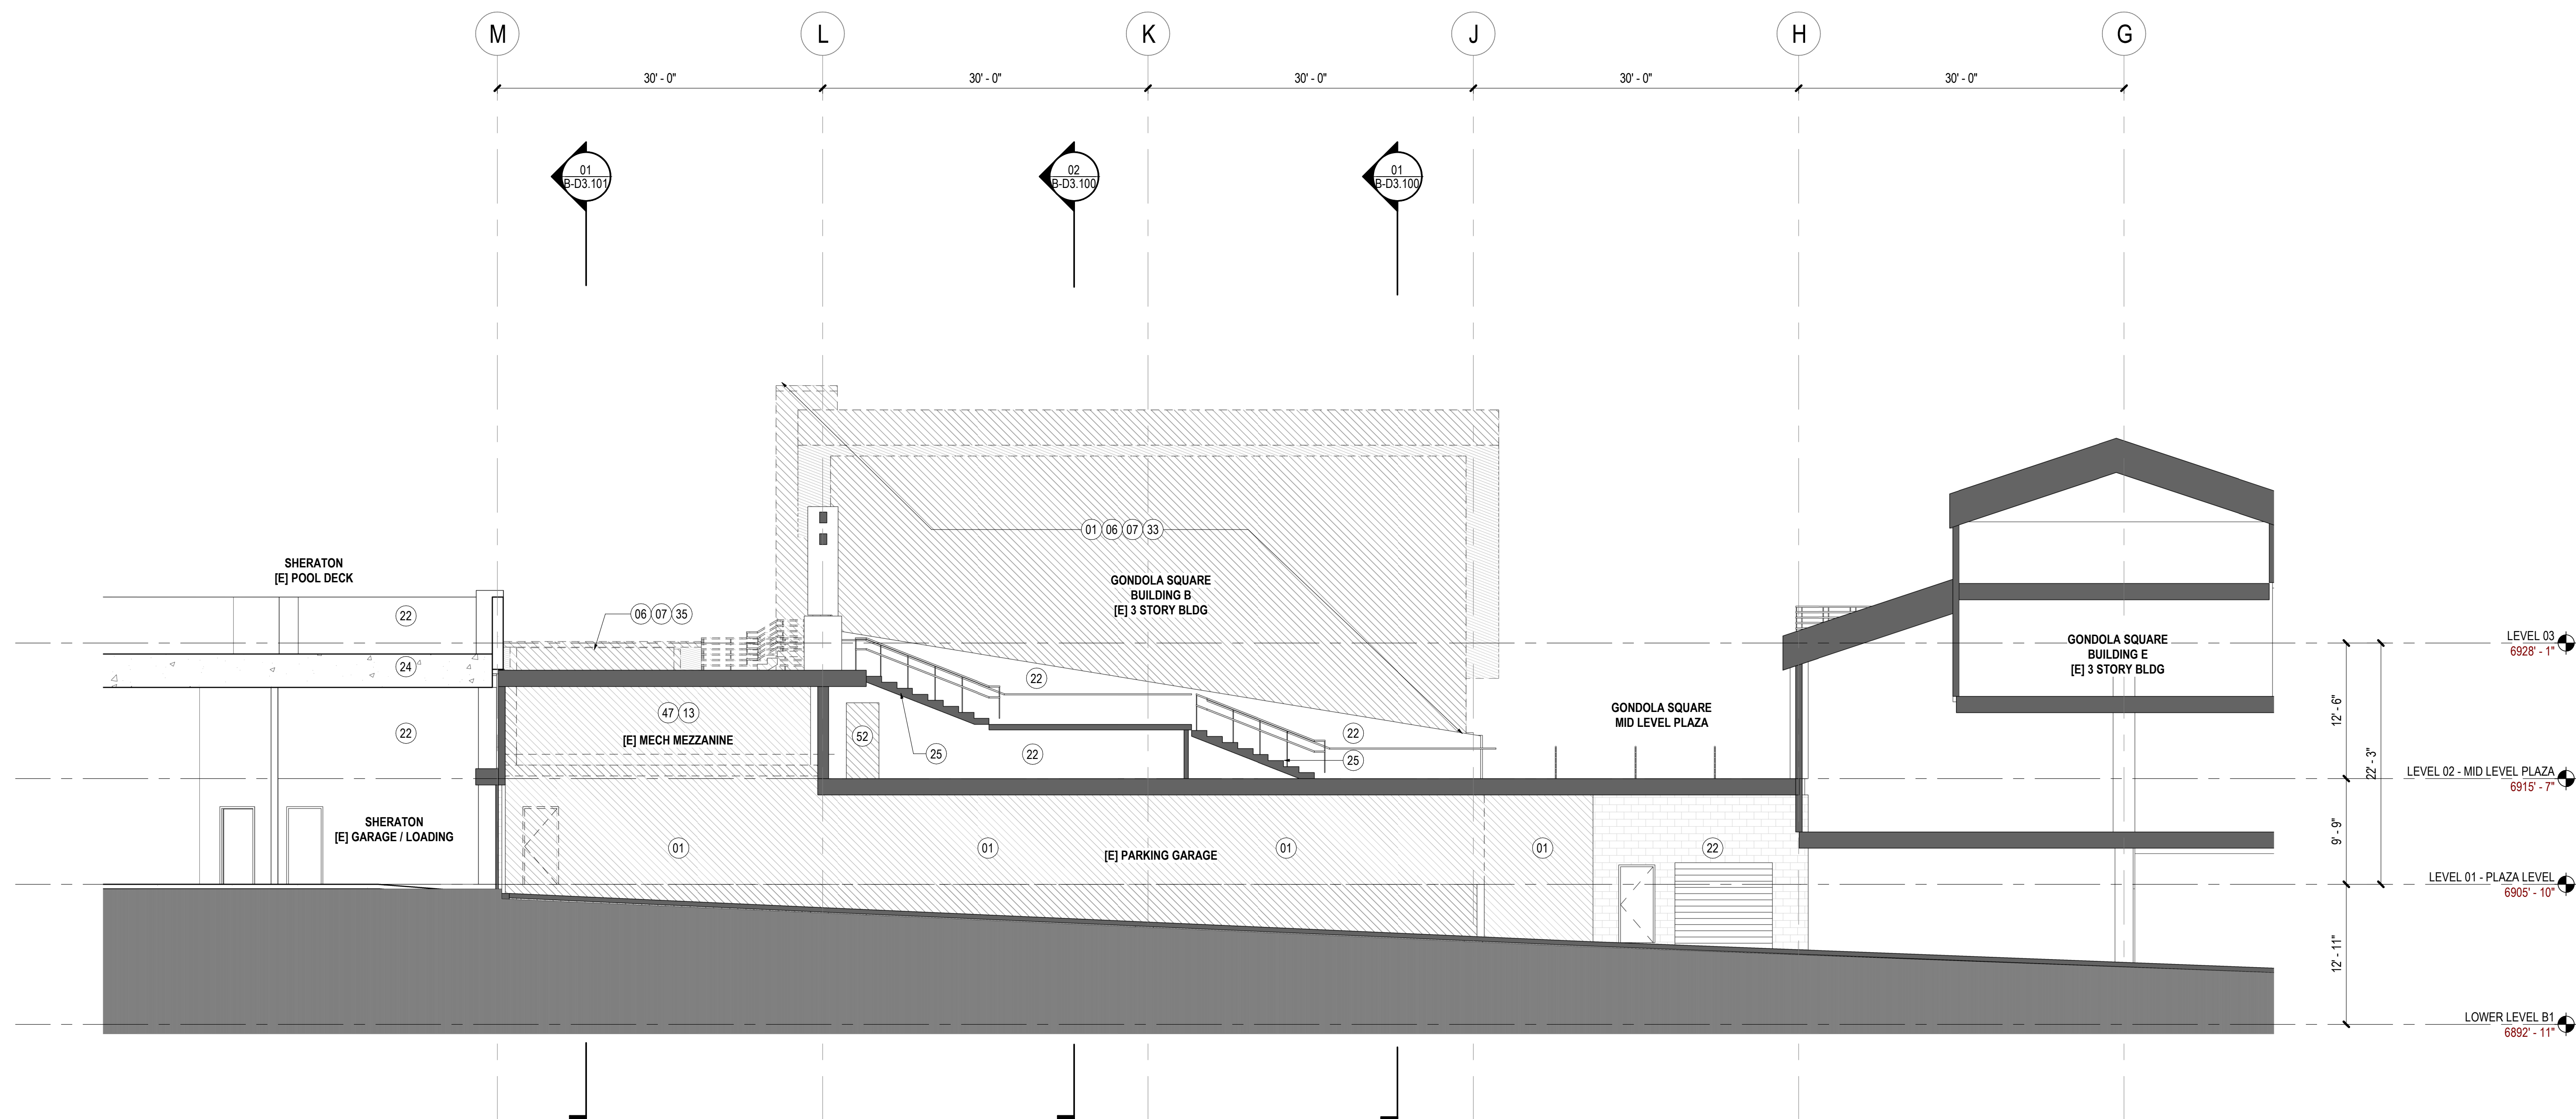 M
L
K
J
H
G
30' - 0"
30' - 0"
30' - 0"
30' - 0"
30' - 0"
01
B-D3.101
02
B-D3.100
01
B-D3.100
01 06 07 33
SHERATON
[E] POOL DECK
GONDOLA SQUARE
BUILDING B
[E] 3 STORY BLDG
22
06 07 35
LEVEL 03
6928' - 1"
GONDOLA SQUARE
BUILDING E
[E] 3 STORY BLDG
24
22
47 13
GONDOLA SQUARE
MID LEVEL PLAZA
12' - 6"
22
[E] MECH MEZZANINE
52
25
22
22
25
22' - 3"
LEVEL 02 - MID LEVEL PLAZA
6915' - 7"
SHERATON
[E] GARAGE / LOADING
01
01
[E] PARKING GARAGE
01
01
22
9' - 9"
LEVEL 01 - PLAZA LEVEL
6905' - 10"
12' - 11"
LOWER LEVEL B1
6892' - 11"